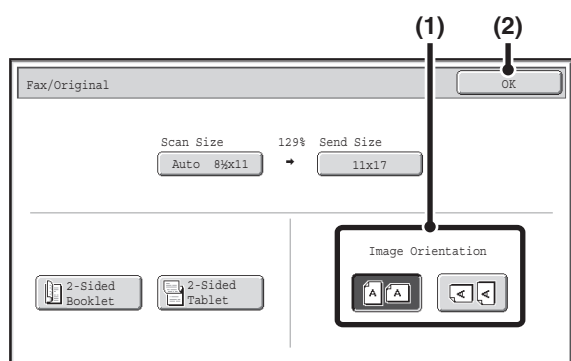 (1) (2)
Fax/Original OK
Scan Size 129% Send Size
Auto 8½x11 11x17
Image Orientation
2-Sided Booklet
2-Sided Tablet
A A
A A